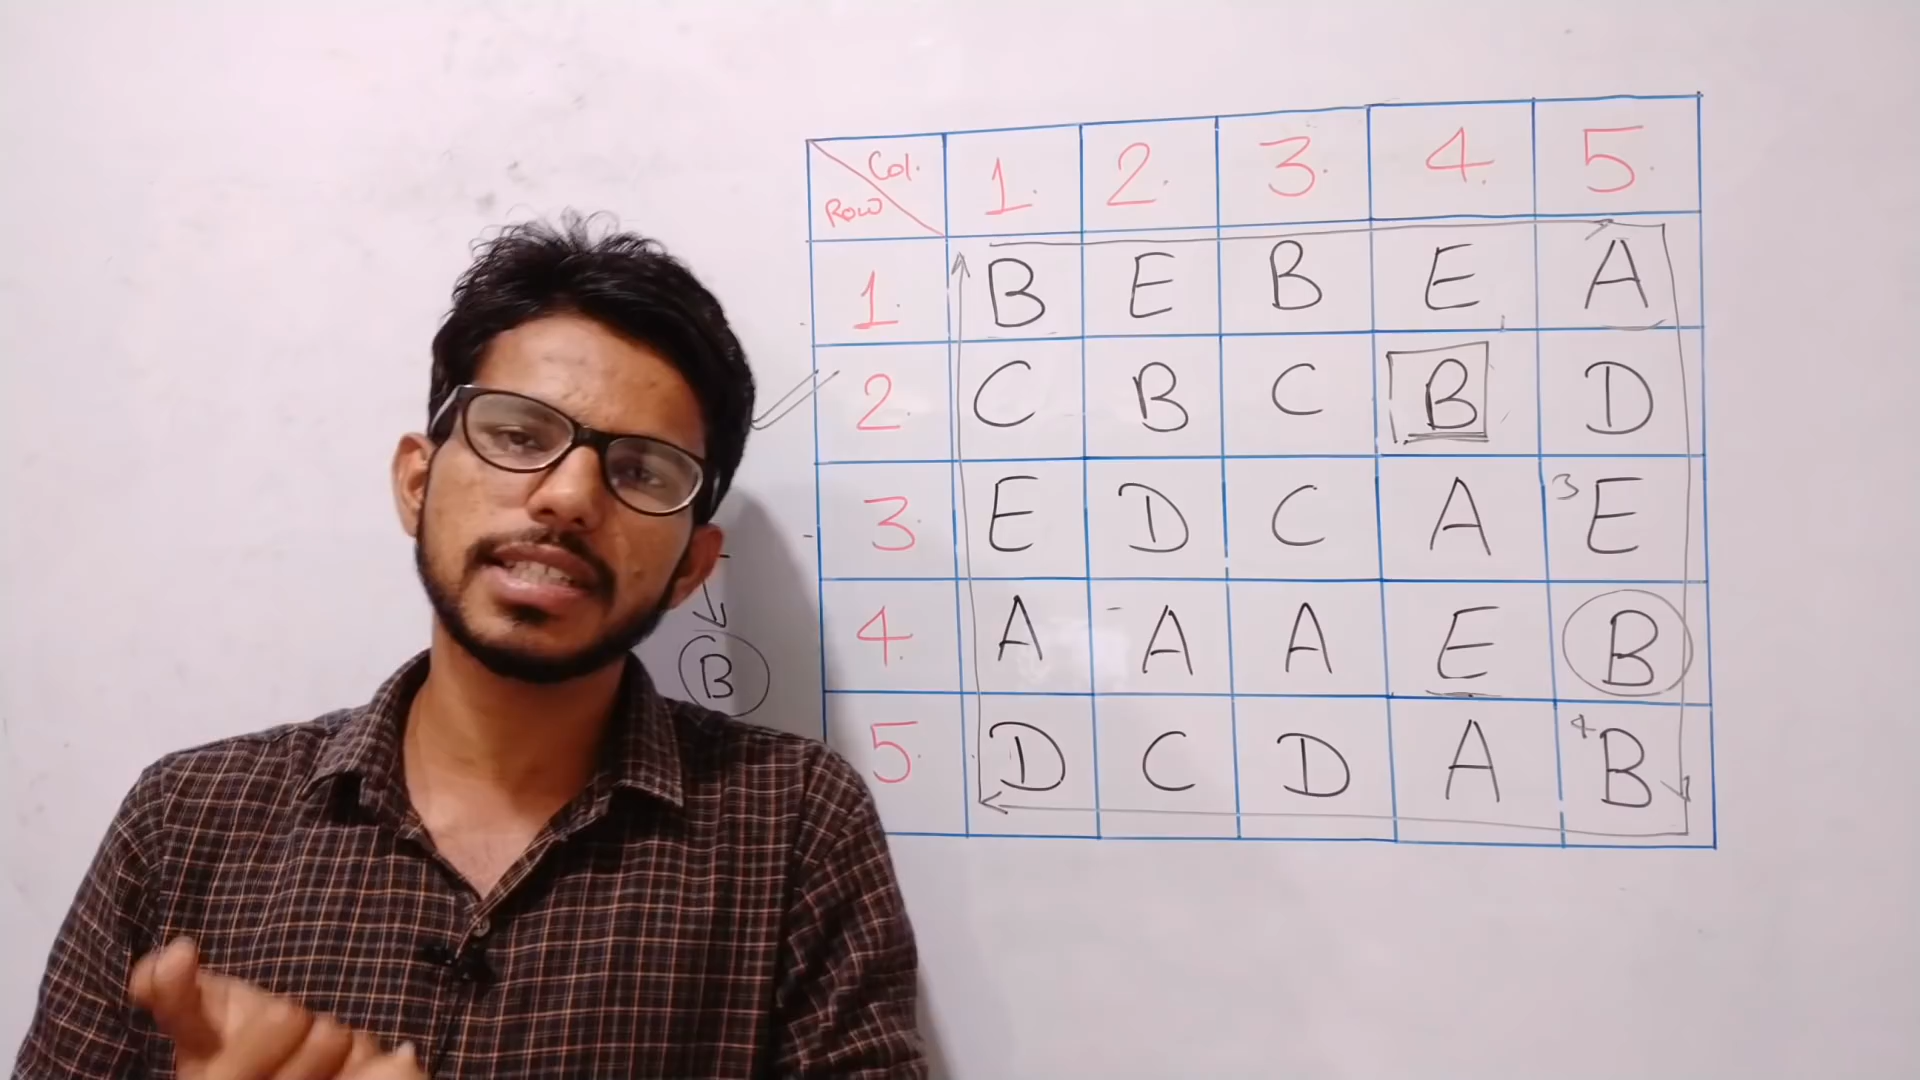 Col. 1. 2. 3. 4. 5.
Row
1. B E B E A
2. C B C B D
3. E D C A 3 E
4. A A A E B
5. D C D A 4 B
B